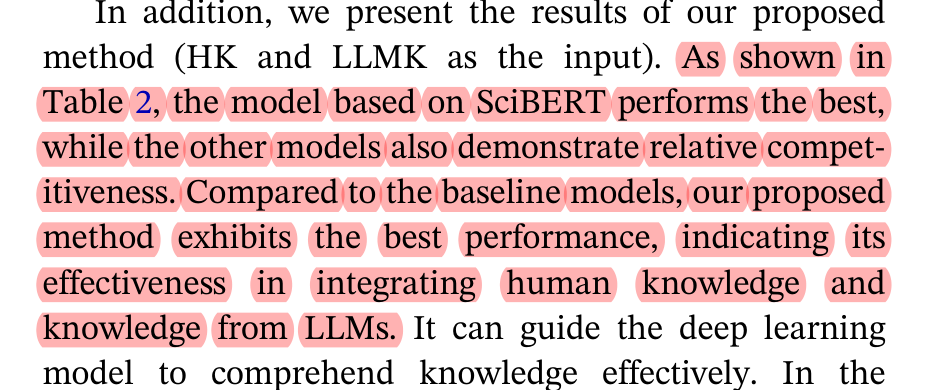 In addition, we present the results of our proposed
method (HK and LLMK as the input). As shown in
Table 2, the model based on SciBERT performs the best,
while the other models also demonstrate relative compet-
itiveness. Compared to the baseline models, our proposed
method exhibits the best performance, indicating its
effectiveness in integrating human knowledge and
knowledge from LLMs. It can guide the deep learning
model to comprehend knowledge effectively. In the